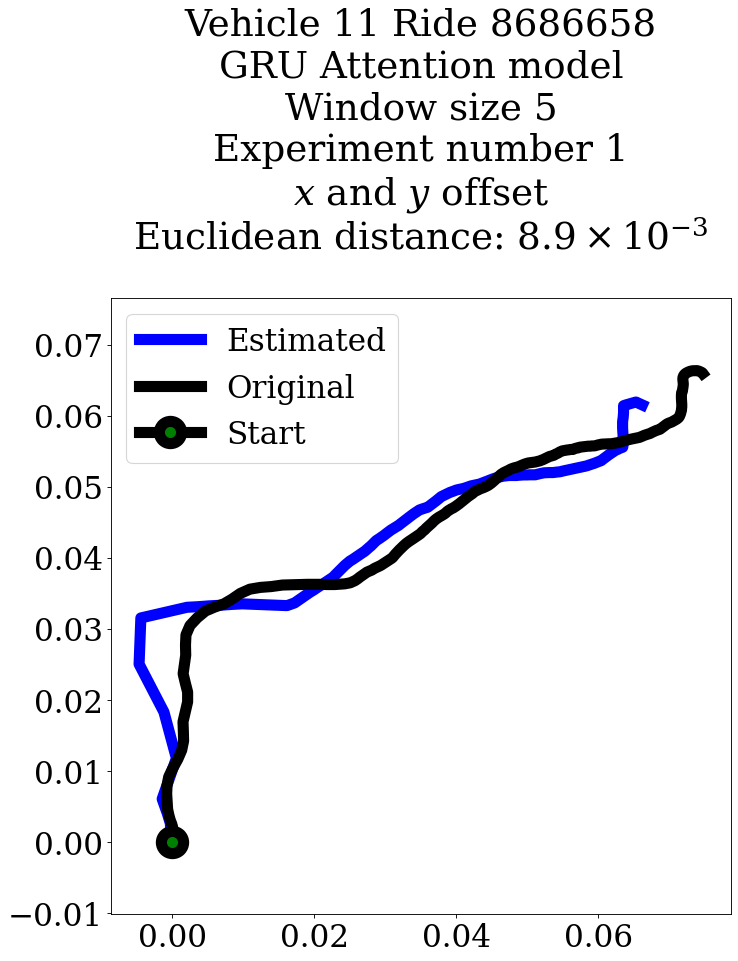 Vehicle 11 Ride 8686658
GRU Attention model
Window size 5
Experiment number 1
x and y offset
Euclidean distance: 8.9 × 10⁻³
Estimated
Original
Start
0.07
0.06
0.05
0.04
0.03
0.02
0.01
0.00
−0.01
0.00 0.02 0.04 0.06